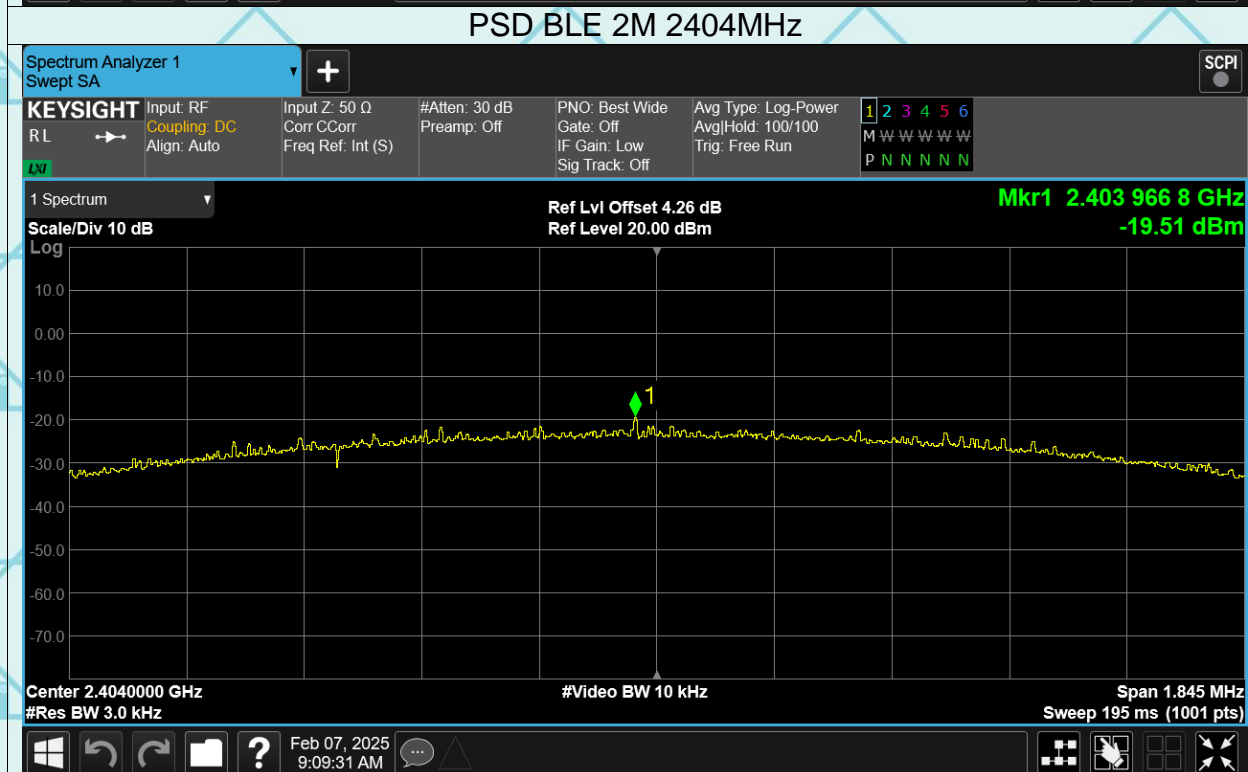 PSD BLE 2M 2404MHz
Spectrum Analyzer 1
Swept SA
▼
+
SCPI
KEYSIGHT
RL
LXI
Input: RF
Coupling: DC
Align: Auto
Input Z: 50 Ω
Corr CCorr
Freq Ref: Int (S)
#Atten: 30 dB
Preamp: Off
PNO: Best Wide
Gate: Off
IF Gain: Low
Sig Track: Off
Avg Type: Log-Power
Avg|Hold: 100/100
Trig: Free Run
1 2 3 4 5 6
M W W W W W
P N N N N N
1 Spectrum ▼
Scale/Div 10 dB
Ref Lvl Offset 4.26 dB
Ref Level 20.00 dBm
Mkr1 2.403 966 8 GHz
-19.51 dBm
Log
10.0
0.00
-10.0
-20.0
-30.0
-40.0
-50.0
-60.0
-70.0
1
Center 2.4040000 GHz
#Res BW 3.0 kHz
#Video BW 10 kHz
Span 1.845 MHz
Sweep 195 ms (1001 pts)
?
Feb 07, 2025
9:09:31 AM